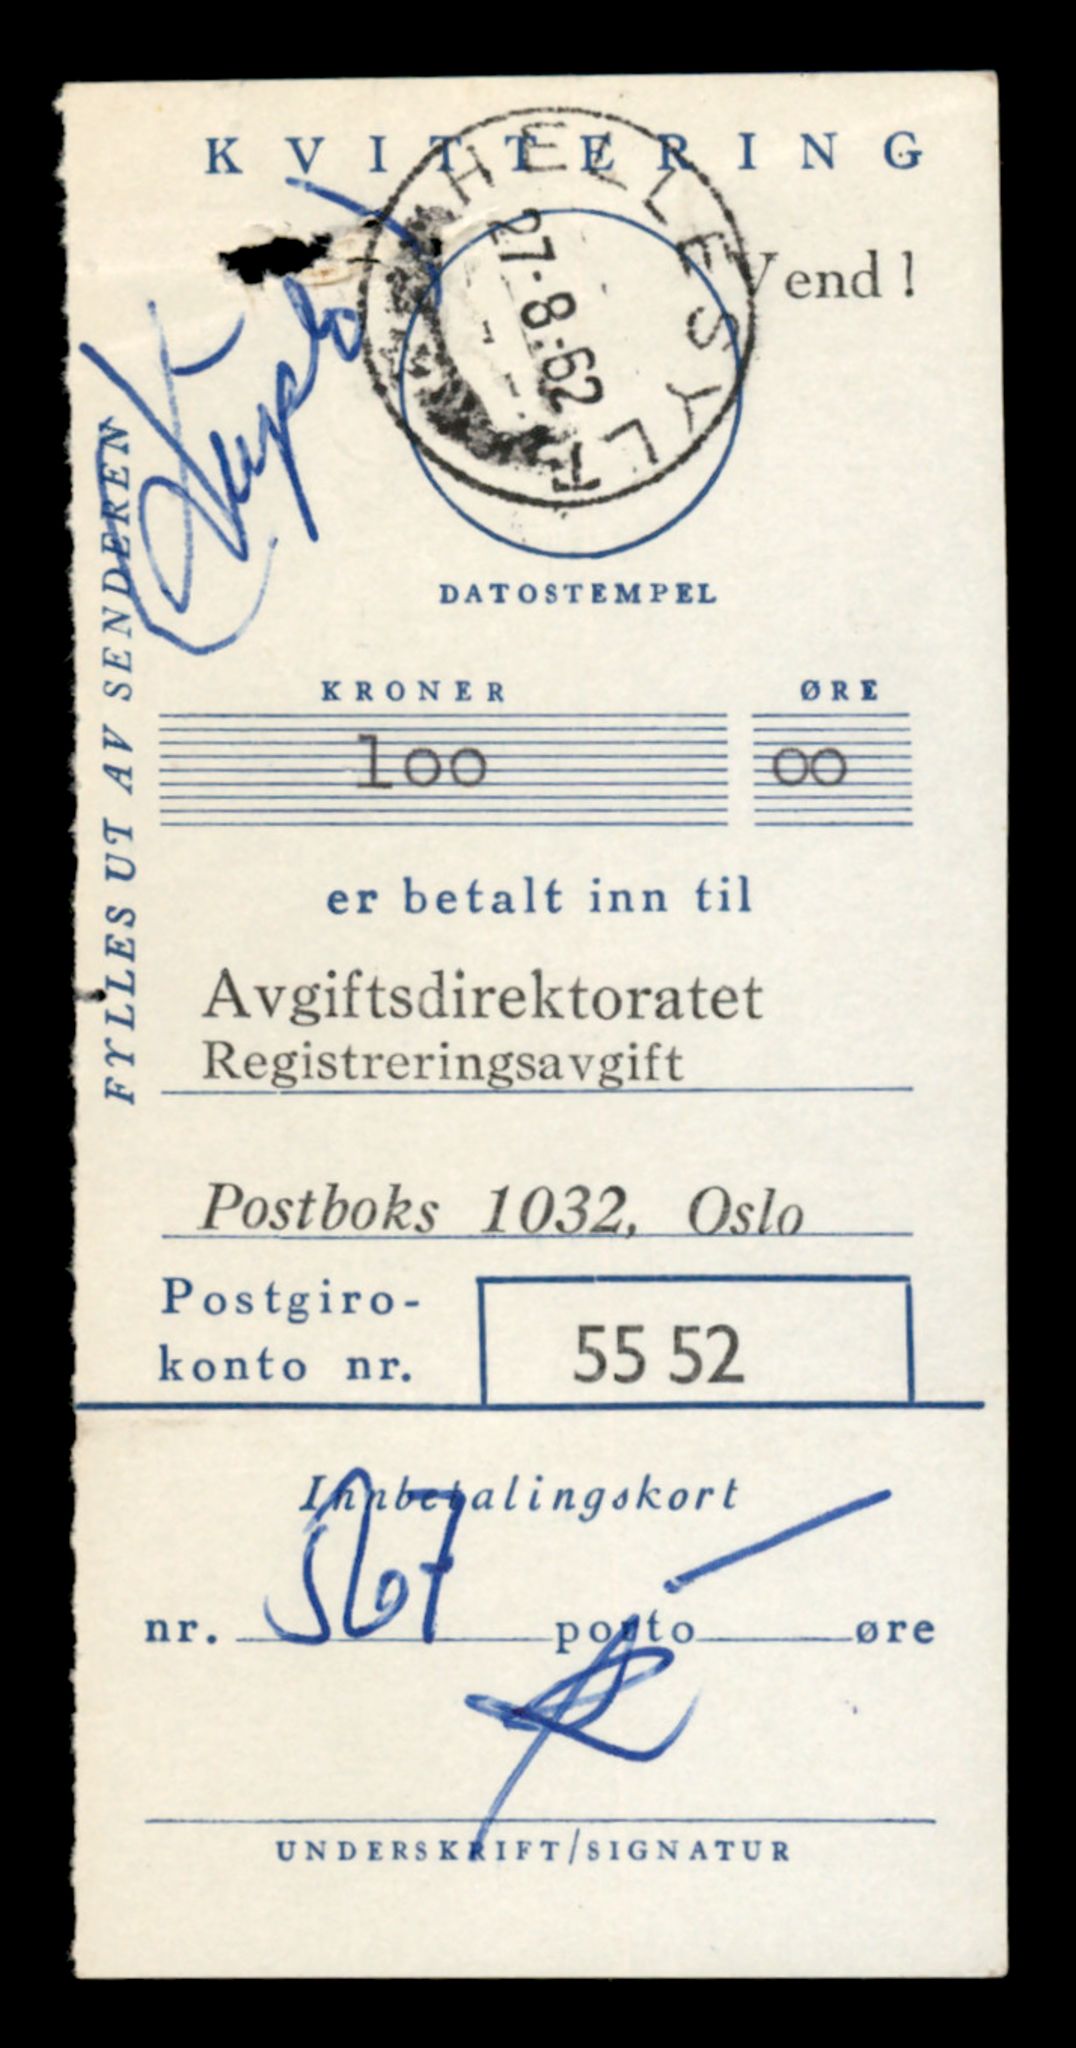 KVITTERING
HELLESYLT
27.8.62
Vend!
DATOSTEMPEL
FYLLES UT AV SENDEREN
KRONER ØRE
100 00
er betalt inn til
Avgiftsdirektoratet
Registreringsavgift
Postboks 1032, Oslo
Postgiro-
konto nr. 55 52
Innbetalingskort
nr. 567 porto — øre
UNDERSKRIFT/SIGNATUR